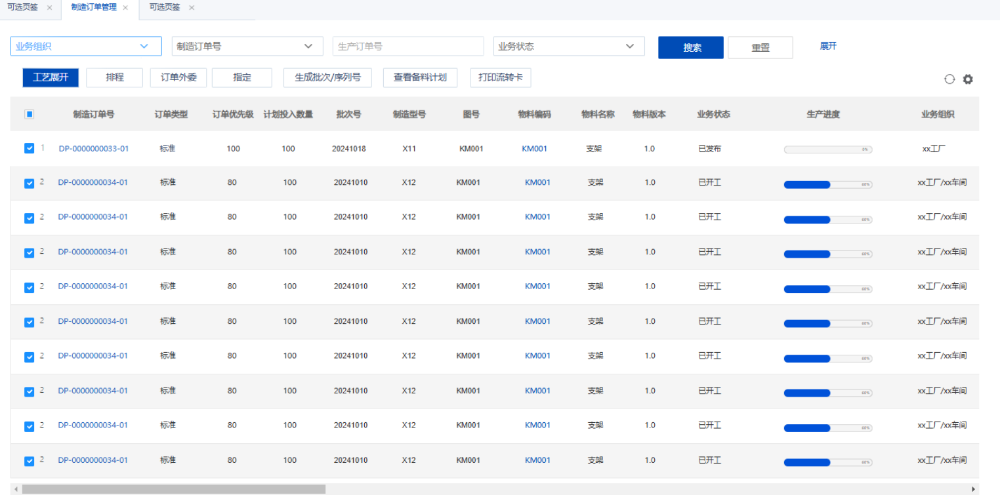 可选页签 × 制造订单管理 × 可选页签 ×
业务组织 制造订单号 生产订单号 业务状态 搜索 重置 展开
工艺展开 排程 订单外委 指定 生成批次/序列号 查看备料计划 打印流转卡
制造订单号 订单类型 订单优先级 计划投入数量 批次号 制造型号 图号 物料编码 物料名称 物料版本 业务状态 生产进度 业务组织
1 DP-0000000033-01 标准 100 100 20241018 X11 KM001 KM001 支架 1.0 已发布 0% xx工厂
2 DP-0000000034-01 标准 80 100 20241010 X12 KM001 KM001 支架 1.0 已开工 60% xx工厂/xx车间
2 DP-0000000034-01 标准 80 100 20241010 X12 KM001 KM001 支架 1.0 已开工 60% xx工厂/xx车间
2 DP-0000000034-01 标准 80 100 20241010 X12 KM001 KM001 支架 1.0 已开工 60% xx工厂/xx车间
2 DP-0000000034-01 标准 80 100 20241010 X12 KM001 KM001 支架 1.0 已开工 60% xx工厂/xx车间
2 DP-0000000034-01 标准 80 100 20241010 X12 KM001 KM001 支架 1.0 已开工 60% xx工厂/xx车间
2 DP-0000000034-01 标准 80 100 20241010 X12 KM001 KM001 支架 1.0 已开工 60% xx工厂/xx车间
2 DP-0000000034-01 标准 80 100 20241010 X12 KM001 KM001 支架 1.0 已开工 60% xx工厂/xx车间
2 DP-0000000034-01 标准 80 100 20241010 X12 KM001 KM001 支架 1.0 已开工 60% xx工厂/xx车间
2 DP-0000000034-01 标准 80 100 20241010 X12 KM001 KM001 支架 1.0 已开工 60% xx工厂/xx车间